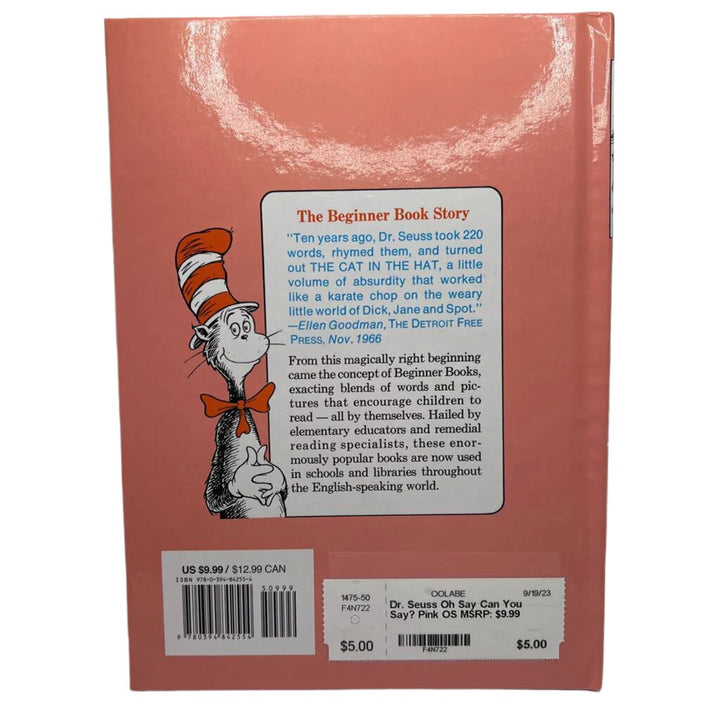 The Beginner Book Story
"Ten years ago, Dr. Seuss took 220
words, rhymed them, and turned
out THE CAT IN THE HAT, a little
volume of absurdity that worked
like a karate chop on the weary
little world of Dick, Jane and Spot."
—Ellen Goodman, THE DETROIT FREE
PRESS, Nov. 1966
From this magically right beginning
came the concept of Beginner Books,
exacting blends of words and pic-
tures that encourage children to
read — all by themselves. Hailed by
elementary educators and remedial
reading specialists, these enor-
mously popular books are now used
in schools and libraries throughout
the English-speaking world.
US $9.99 / $12.99 CAN
ISBN 978-0-394-84255-4
50999
9 780394 842554
1475-50
F4N722
$5.00
OOLABE 9/19/23
Dr. Seuss Oh Say Can You
Say? Pink OS MSRP: $9.99
F4N722
$5.00